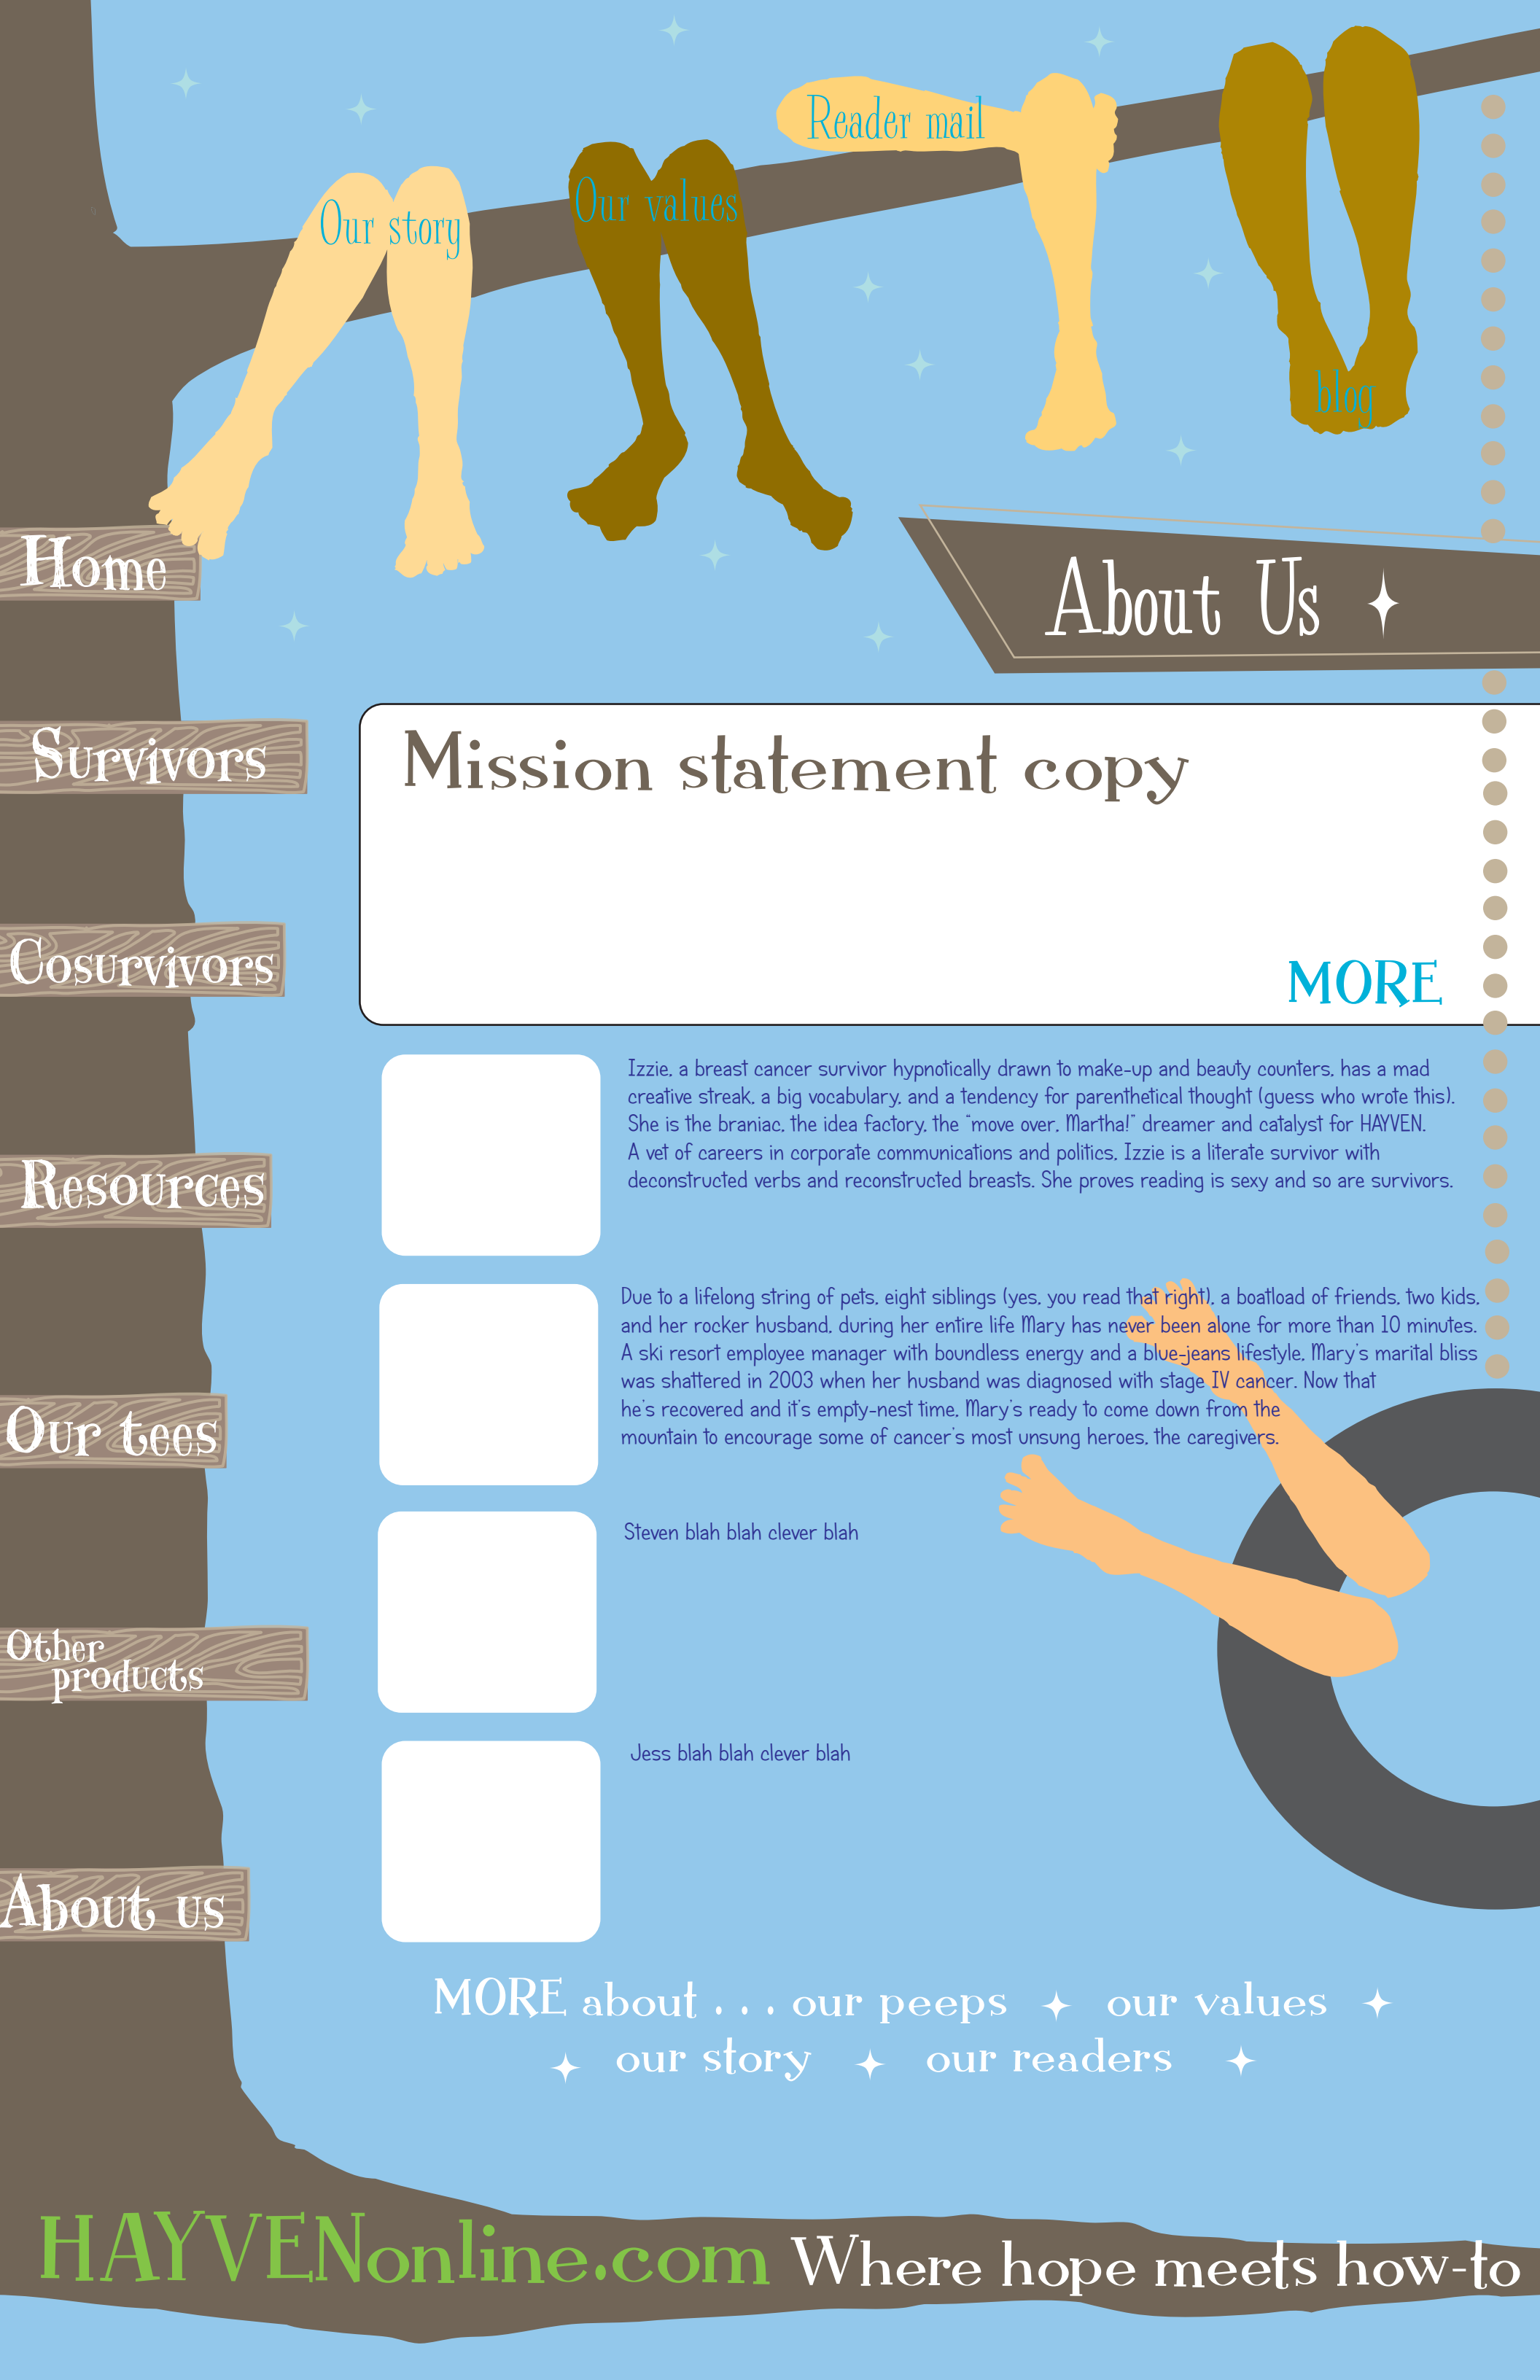 Reader mail
Our story
Our values
blog
Home
About Us
Survivors
Mission statement copy
Cosurvivors
MORE
Izzie, a breast cancer survivor hypnotically drawn to make-up and beauty counters, has a mad
creative streak, a big vocabulary, and a tendency for parenthetical thought (guess who wrote this).
She is the braniac, the idea factory, the "move over, Martha!" dreamer and catalyst for HAYVEN.
A vet of careers in corporate communications and politics, Izzie is a literate survivor with
deconstructed verbs and reconstructed breasts. She proves reading is sexy and so are survivors.
Resources
Due to a lifelong string of pets, eight siblings (yes, you read that right), a boatload of friends, two kids,
and her rocker husband, during her entire life Mary has never been alone for more than 10 minutes.
A ski resort employee manager with boundless energy and a blue-jeans lifestyle, Mary's marital bliss
was shattered in 2003 when her husband was diagnosed with stage IV cancer. Now that
he's recovered and it's empty-nest time, Mary's ready to come down from the
mountain to encourage some of cancer's most unsung heroes, the caregivers.
Our tees
Steven blah blah clever blah
Other
products
Jess blah blah clever blah
About us
MORE about . . . our peeps our values
our story our readers
HAYVENonline.com Where hope meets how-to